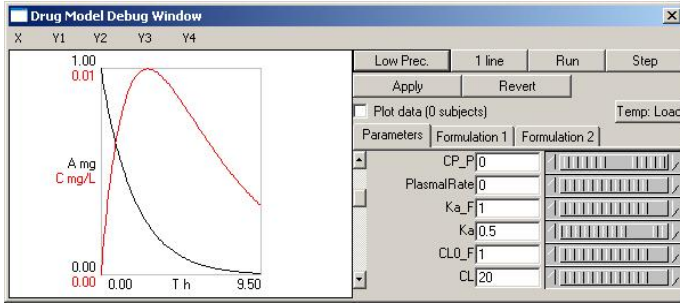 Drug Model Debug Window
X Y1 Y2 Y3 Y4
Low Prec. 1 line Run Step
Apply Revert
Plot data (0 subjects) Temp: Load
Parameters Formulation 1 Formulation 2
1.00
0.01
A mg
C mg/L
0.00
0.00 0.00 T h 9.50
CP_P 0
PlasmalRate 0
Ka_F 1
Ka 0.5
CL0_F 1
CL 20